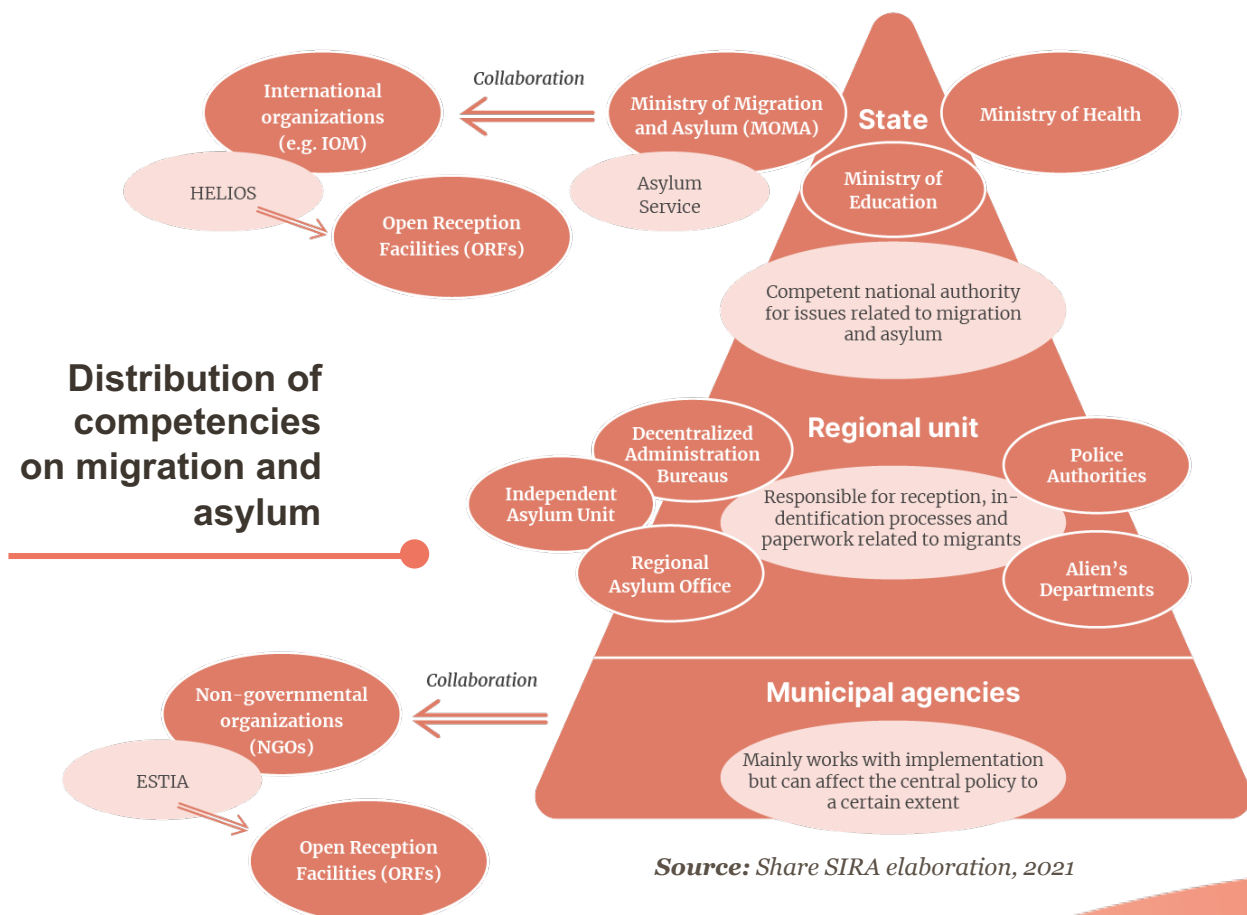 International
organizations
(e.g. IOM)
Collaboration
Ministry of Migration
and Asylum (MOMA)
State
Ministry of Health
HELIOS
Open Reception
Facilities (ORFs)
Asylum
Service
Ministry of
Education
Competent national authority
for issues related to migration
and asylum
Distribution of
competencies
on migration and
asylum
Regional unit
Decentralized
Administration
Bureaus
Independent
Asylum Unit
Regional
Asylum Office
Responsible for reception, in-
dentification processes and
paperwork related to migrants
Police
Authorities
Alien's
Departments
Non-governmental
organizations
(NGOs)
Collaboration
ESTIA
Open Reception
Facilities (ORFs)
Municipal agencies
Mainly works with implementation
but can affect the central policy to
a certain extent
Source: Share SIRA elaboration, 2021